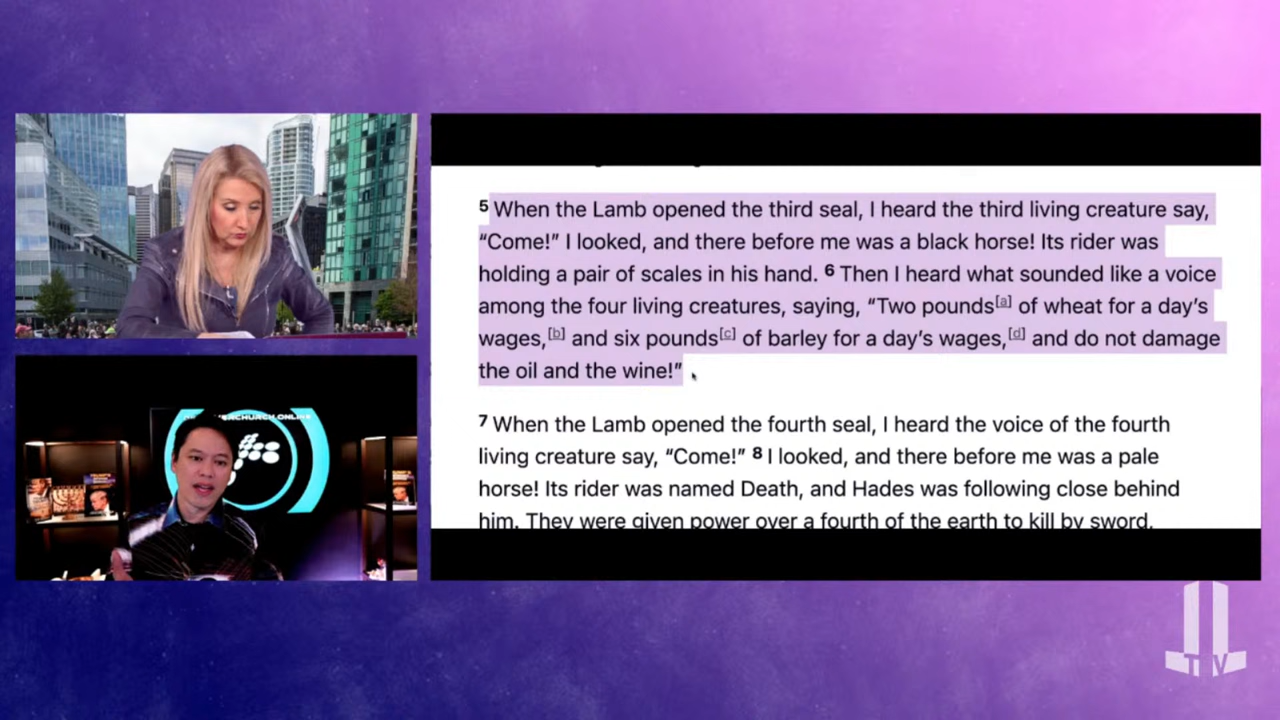 5 When the Lamb opened the third seal, I heard the third living creature say,
“Come!” I looked, and there before me was a black horse! Its rider was
holding a pair of scales in his hand. 6 Then I heard what sounded like a voice
among the four living creatures, saying, “Two pounds[a] of wheat for a day’s
wages,[b] and six pounds[c] of barley for a day’s wages,[d] and do not damage
the oil and the wine!”
7 When the Lamb opened the fourth seal, I heard the voice of the fourth
living creature say, “Come!” 8 I looked, and there before me was a pale
horse! Its rider was named Death, and Hades was following close behind
him. They were given power over a fourth of the earth to kill by sword,
CHURCH ONLINE
TV